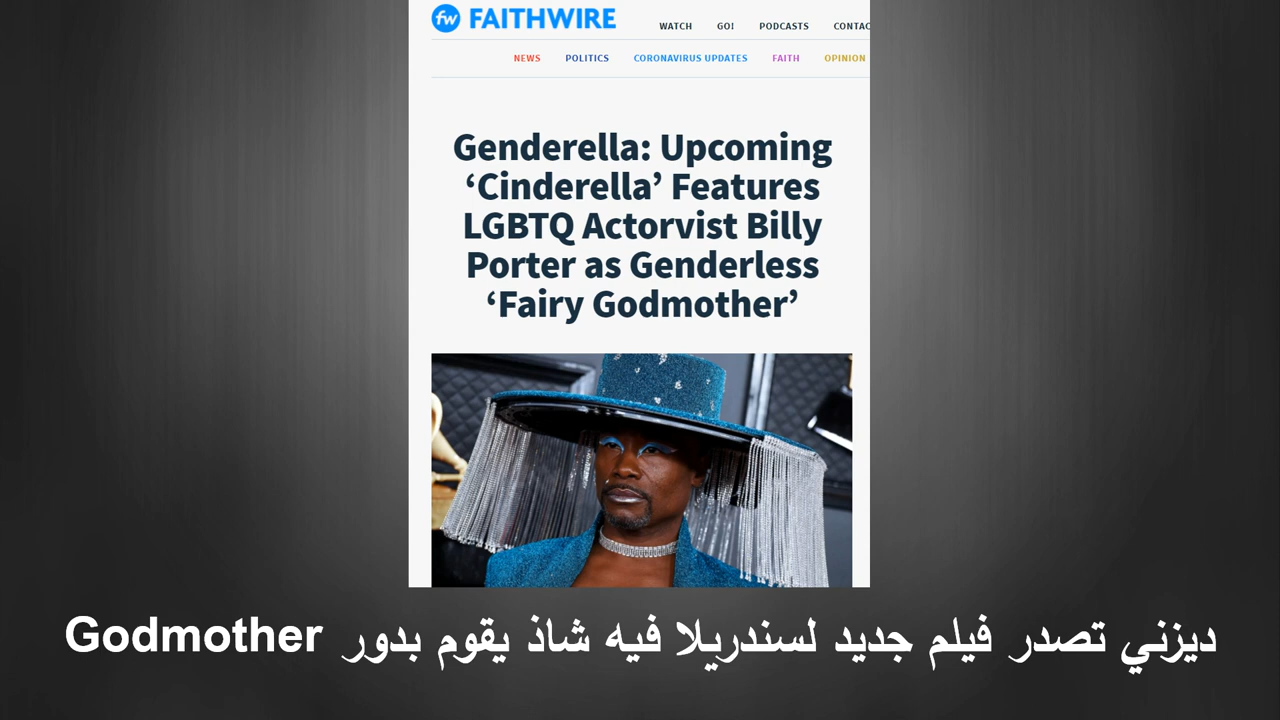 fw FAITHWIRE
WATCH GO! PODCASTS CONTAC
NEWS POLITICS CORONAVIRUS UPDATES FAITH OPINION
Genderella: Upcoming
‘Cinderella’ Features
LGBTQ Actorvist Billy
Porter as Genderless
‘Fairy Godmother’
ديزني تصدر فيلم جديد لسندريلا فيه شاذ يقوم بدور Godmother